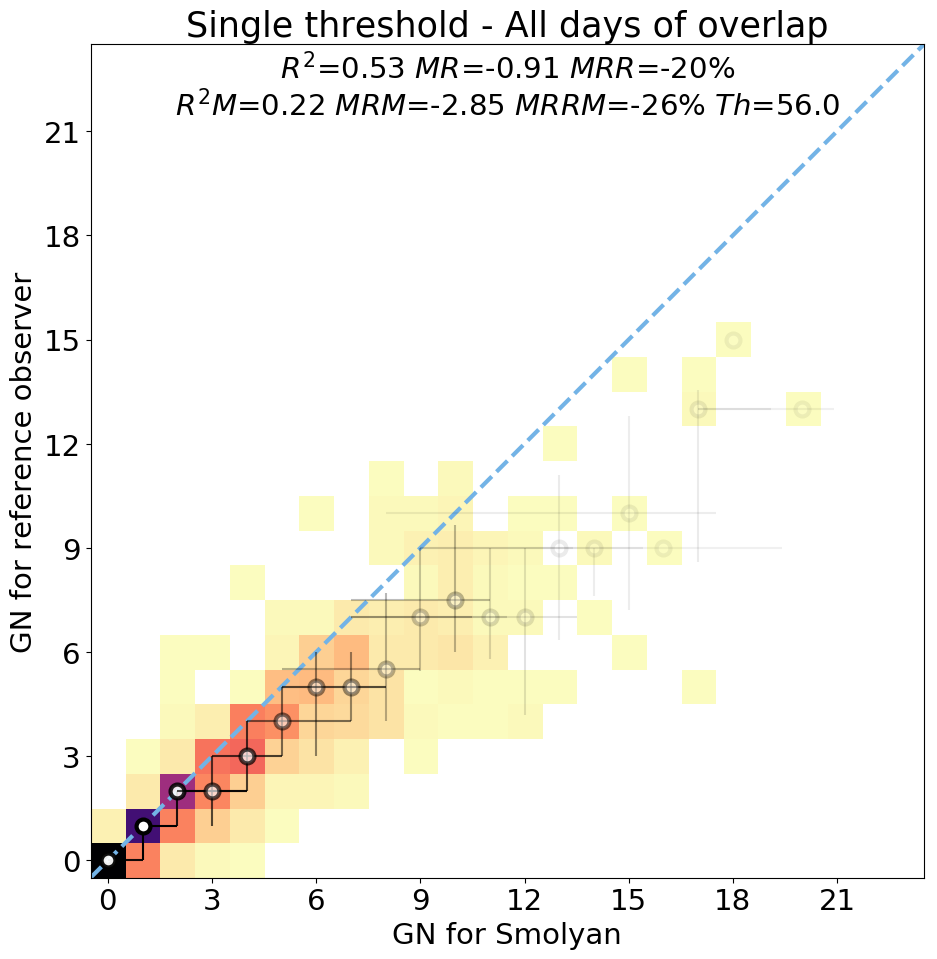 Single threshold - All days of overlap
R²=0.53 MR=-0.91 MRR=-20%
R²M=0.22 MRM=-2.85 MRRM=-26% Th=56.0
GN for reference observer
21
18
15
12
9
6
3
0
0 3 6 9 12 15 18 21
GN for Smolyan